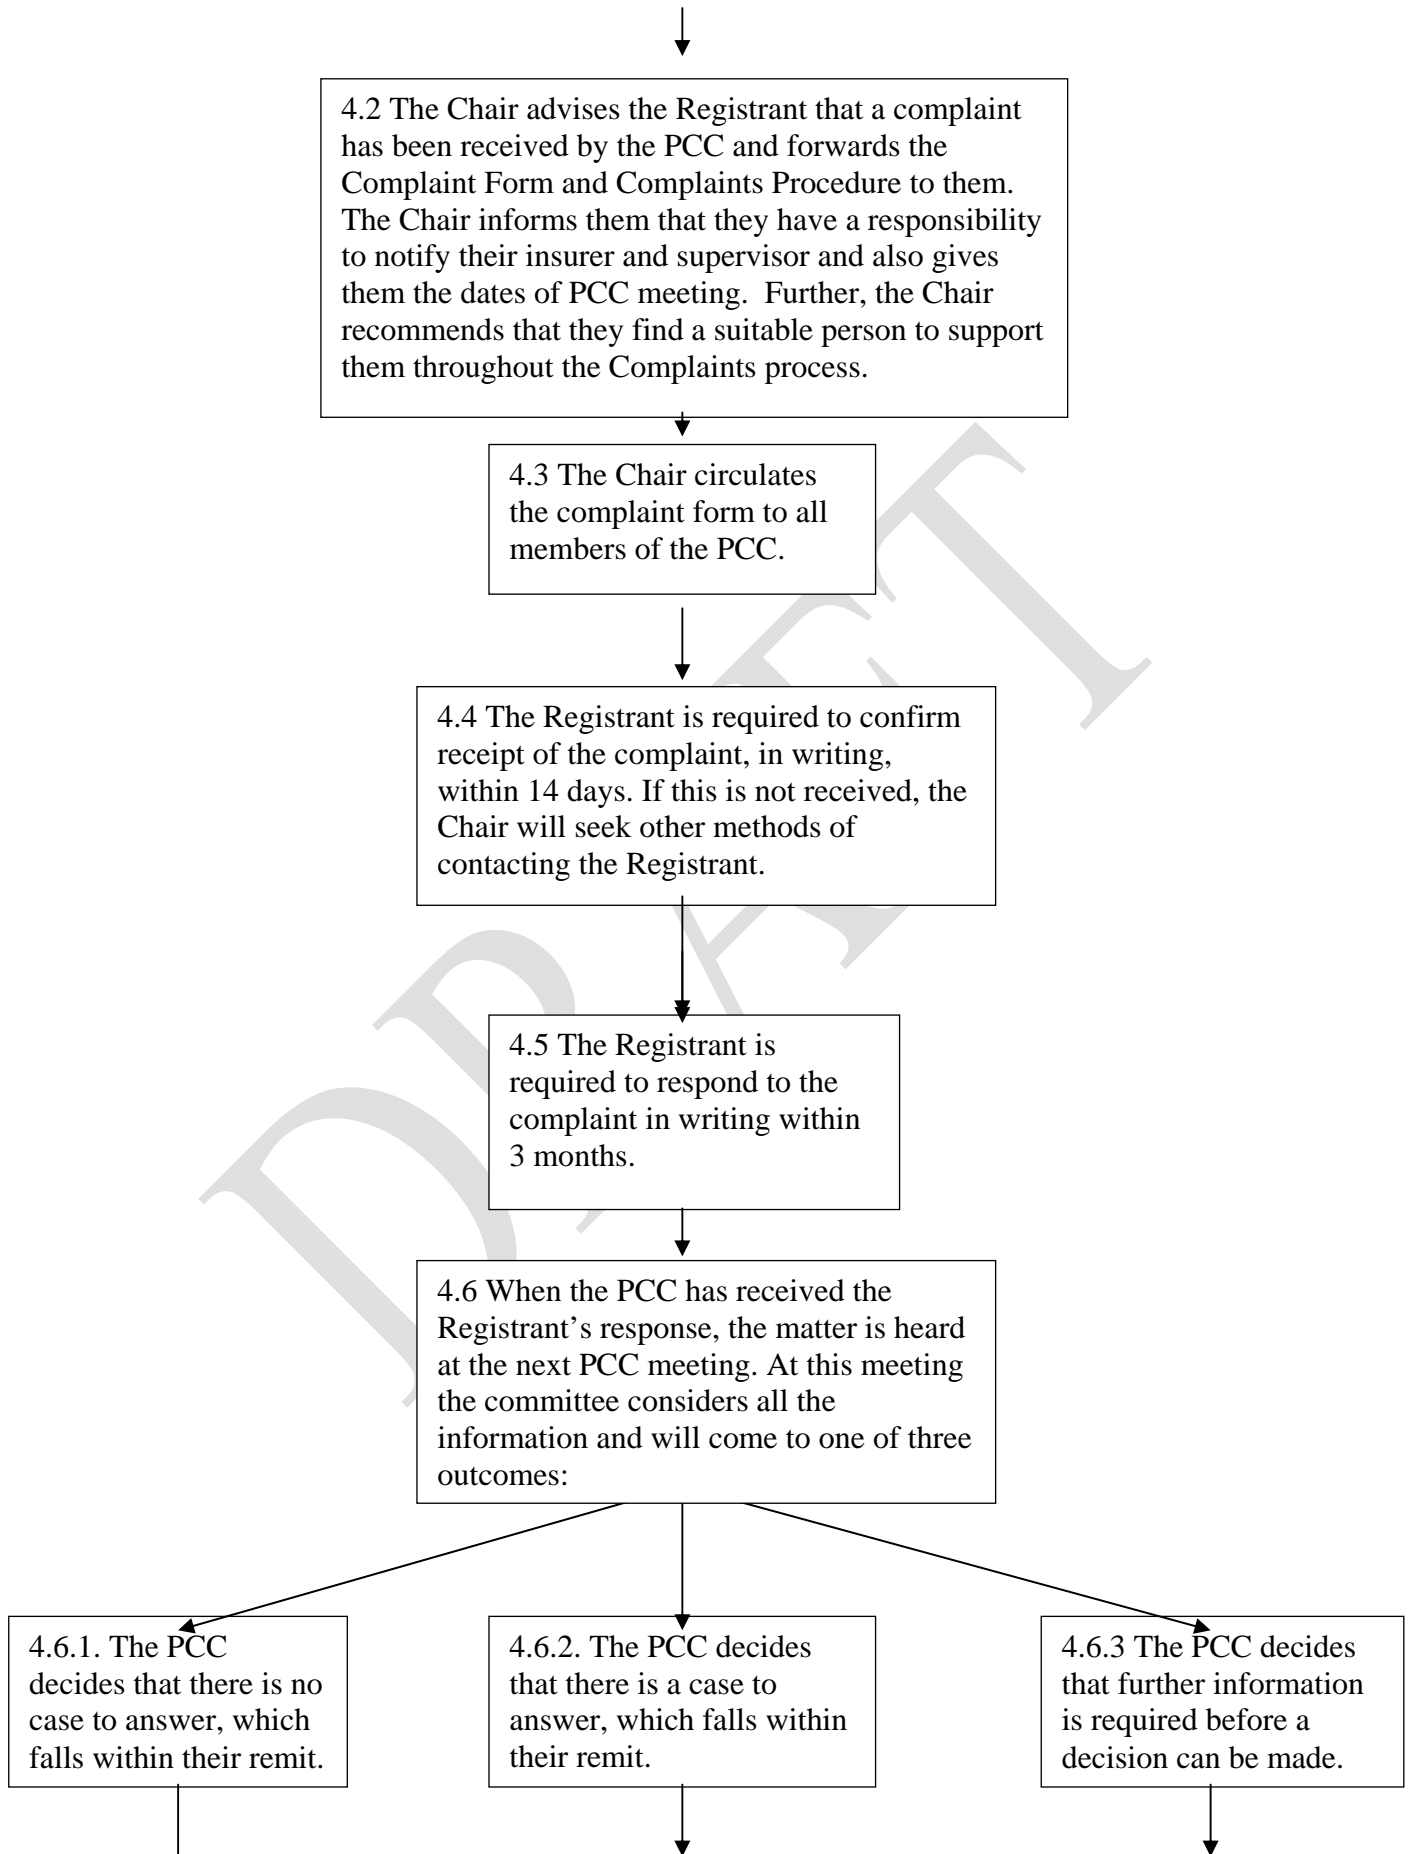 4.2 The Chair advises the Registrant that a complaint
has been received by the PCC and forwards the
Complaint Form and Complaints Procedure to them.
The Chair informs them that they have a responsibility
to notify their insurer and supervisor and also gives
them the dates of PCC meeting.  Further, the Chair
recommends that they find a suitable person to support
them throughout the Complaints process.
4.3 The Chair circulates
the complaint form to all
members of the PCC.
4.4 The Registrant is required to confirm
receipt of the complaint, in writing,
within 14 days. If this is not received, the
Chair will seek other methods of
contacting the Registrant.
4.5 The Registrant is
required to respond to the
complaint in writing within
3 months.
4.6 When the PCC has received the
Registrant’s response, the matter is heard
at the next PCC meeting. At this meeting
the committee considers all the
information and will come to one of three
outcomes:
4.6.1. The PCC
decides that there is no
case to answer, which
falls within their remit.
4.6.2. The PCC decides
that there is a case to
answer, which falls within
their remit.
4.6.3 The PCC decides
that further information
is required before a
decision can be made.
DRAFT